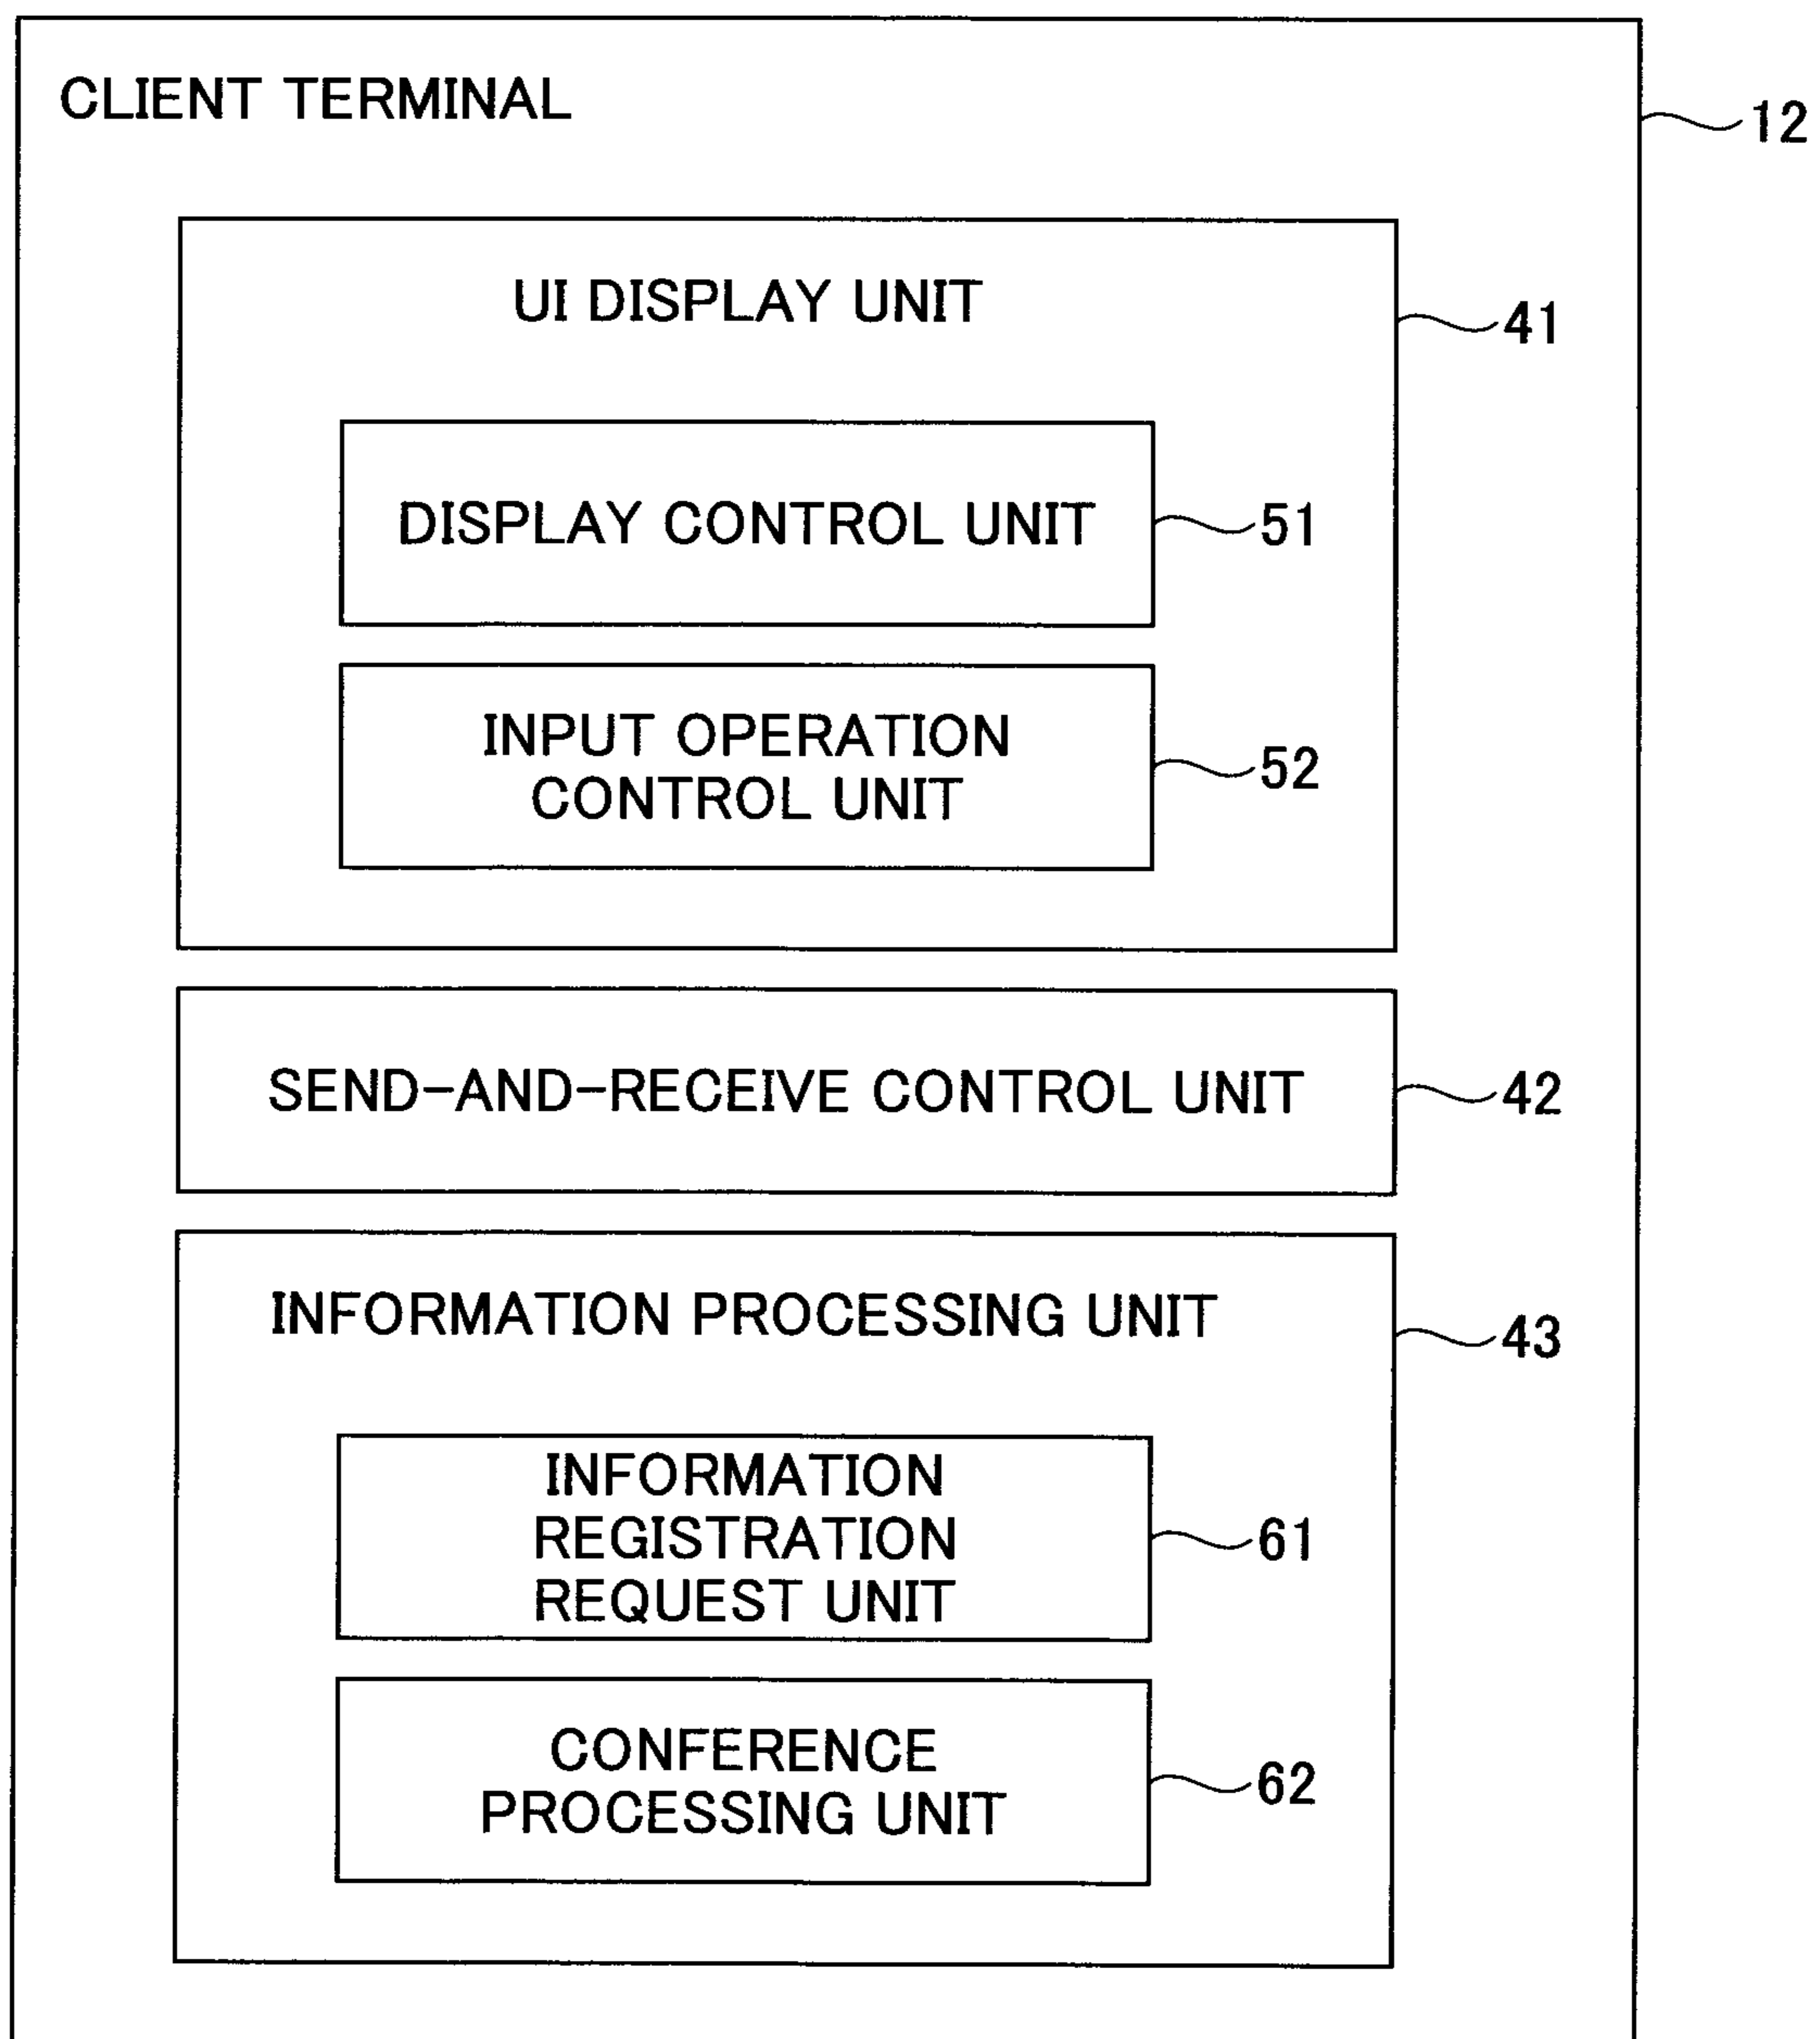 CLIENT TERMINAL
12
UI DISPLAY UNIT
41
DISPLAY CONTROL UNIT
51
INPUT OPERATION
CONTROL UNIT
52
SEND-AND-RECEIVE CONTROL UNIT
42
INFORMATION PROCESSING UNIT
43
INFORMATION
REGISTRATION
REQUEST UNIT
61
CONFERENCE
PROCESSING UNIT
62